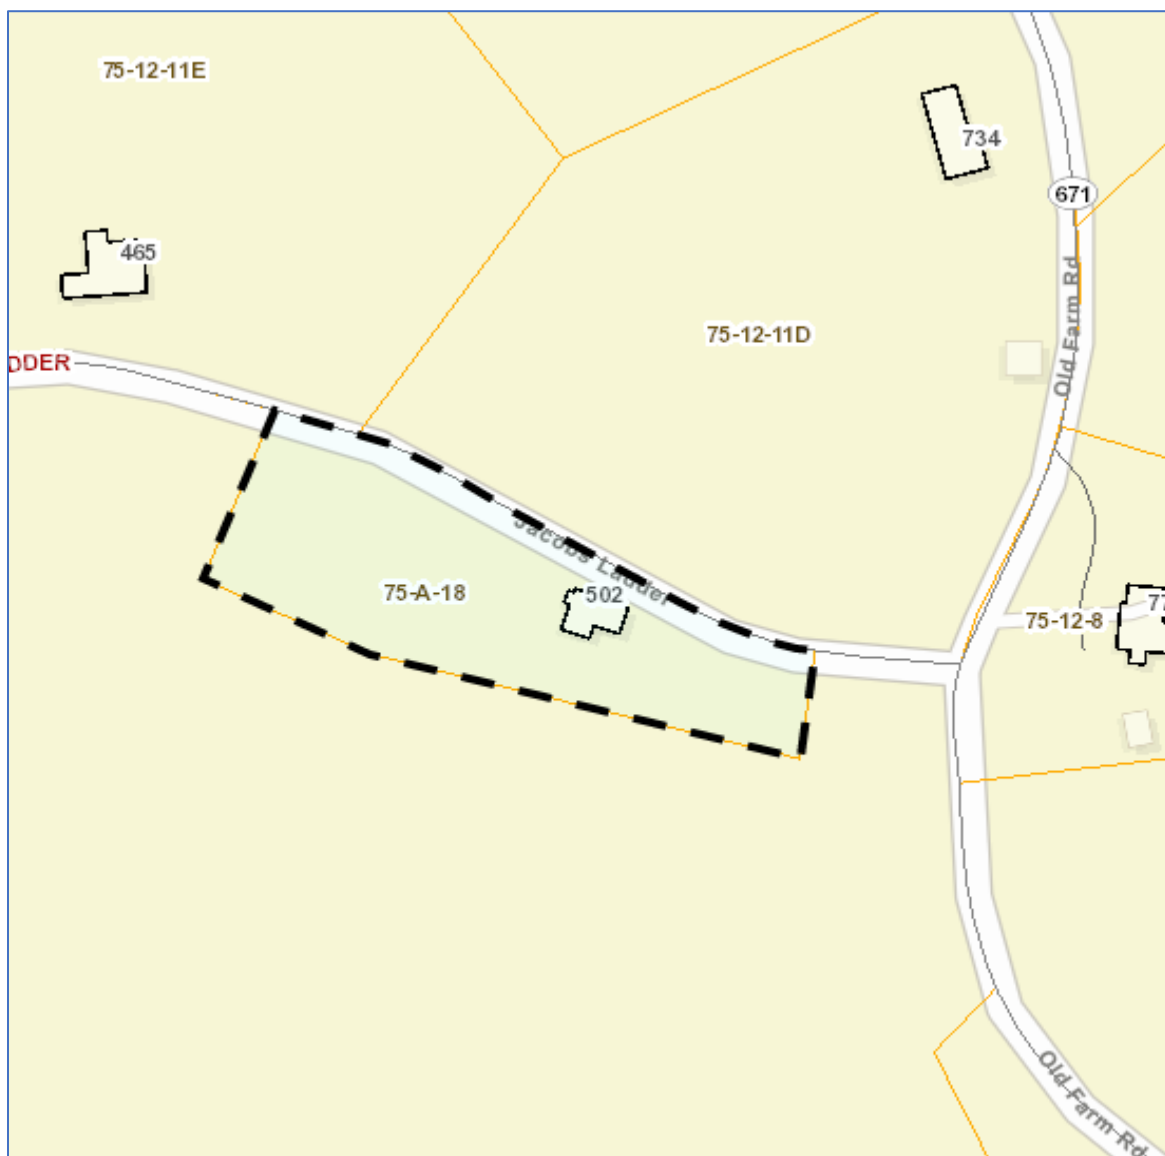 75-12-11E
734
671
465
75-12-11D
Old Farm Rd
DDER
Jacobs Ladder
75-A-18
502
75-12-8
77
Old Farm Rd